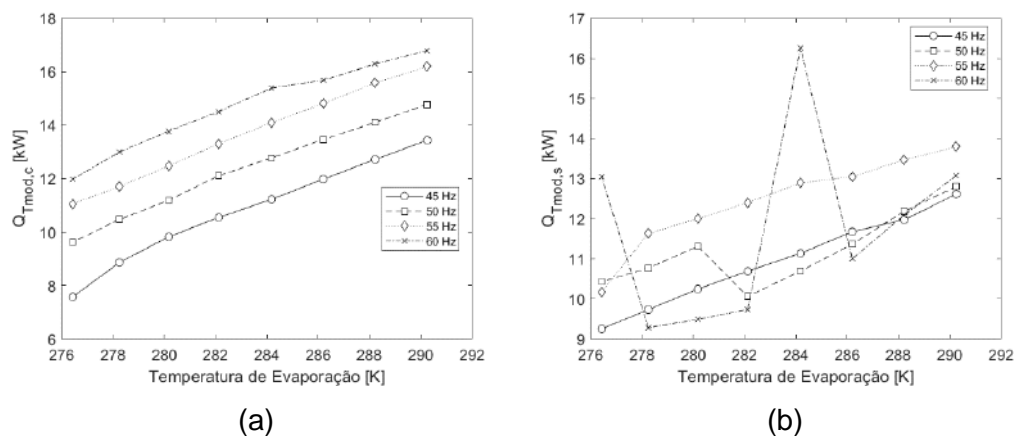 18
16
14
12
10
8
6
Q_Tmod,c [kW]
45 Hz
50 Hz
55 Hz
60 Hz
276 278 280 282 284 286 288 290 292
Temperatura de Evaporação [K]
(a)
17
16
15
14
13
12
11
10
9
Q_Tmod,s [kW]
45 Hz
50 Hz
55 Hz
60 Hz
276 278 280 282 284 286 288 290 292
Temperatura de Evaporação [K]
(b)